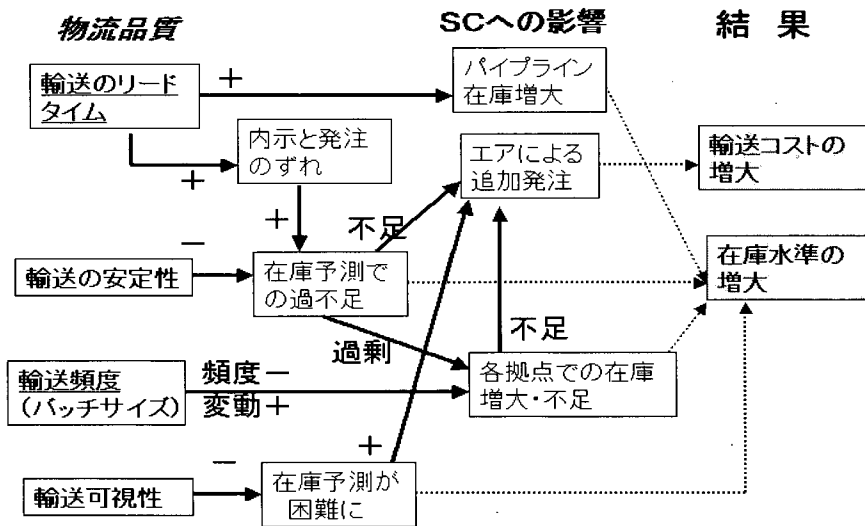 物流品質
SCへの影響
結 果
輸送のリード
タイム
+
パイプライン
在庫増大
内示と発注
のずれ
+
エアによる
追加発注
輸送コストの
増大
+
不足
−
輸送の安定性
在庫予測で
の過不足
在庫水準の
増大
過剰
不足
輸送頻度
(バッチサイズ)
頻度−
変動+
各拠点での在庫
増大・不足
−
+
輸送可視性
在庫予測が
困難に